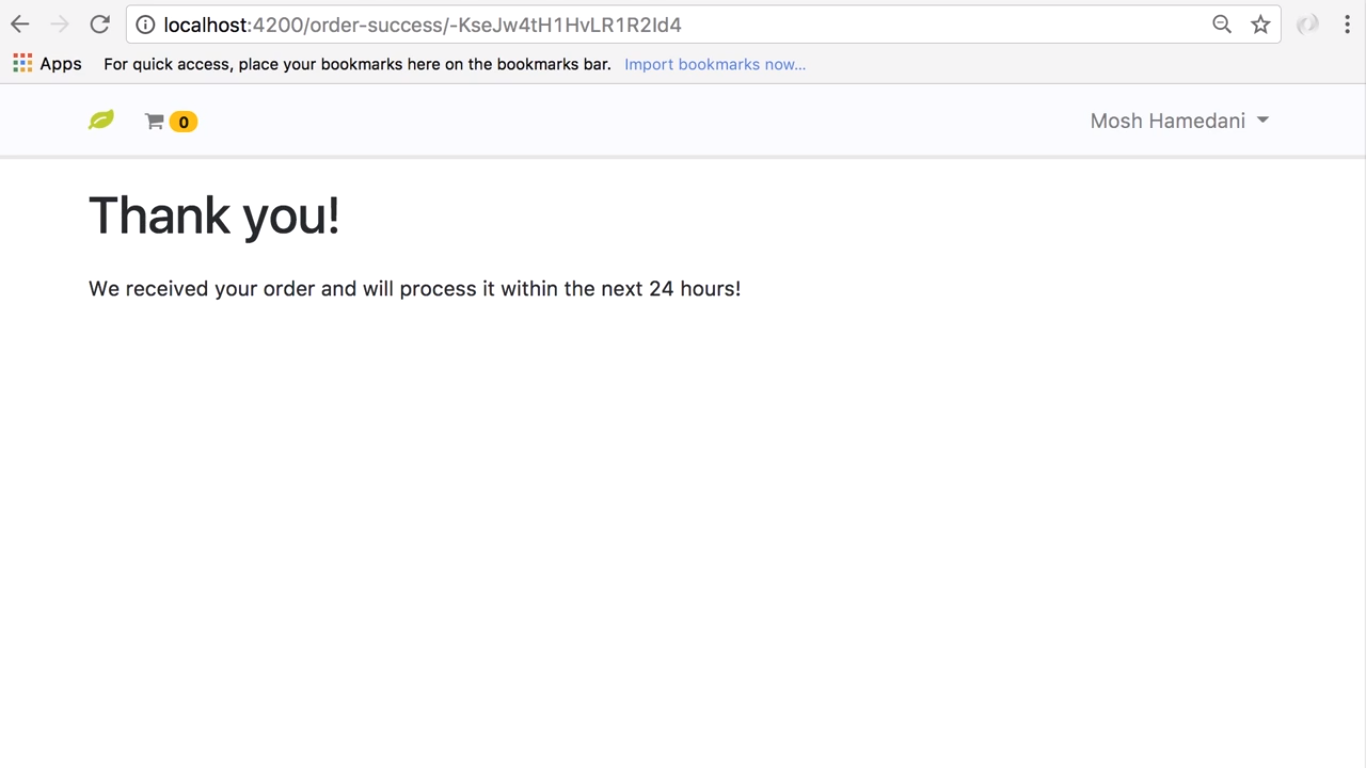 localhost:4200/order-success/-KseJw4tH1HvLR1R2Id4
Apps For quick access, place your bookmarks here on the bookmarks bar. Import bookmarks now...
0 Mosh Hamedani
Thank you!
We received your order and will process it within the next 24 hours!